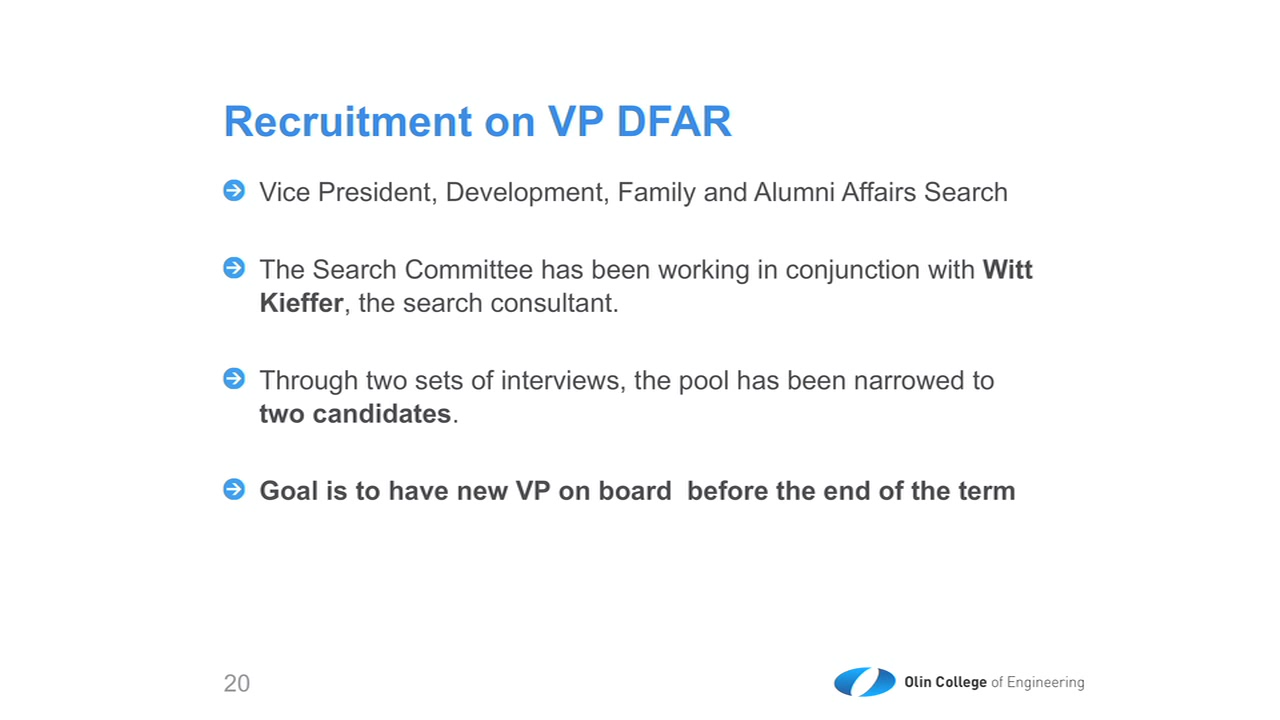 Recruitment on VP DFAR
Vice President, Development, Family and Alumni Affairs Search
The Search Committee has been working in conjunction with Witt
Kieffer, the search consultant.
Through two sets of interviews, the pool has been narrowed to
two candidates.
Goal is to have new VP on board  before the end of the term
20
Olin College of Engineering